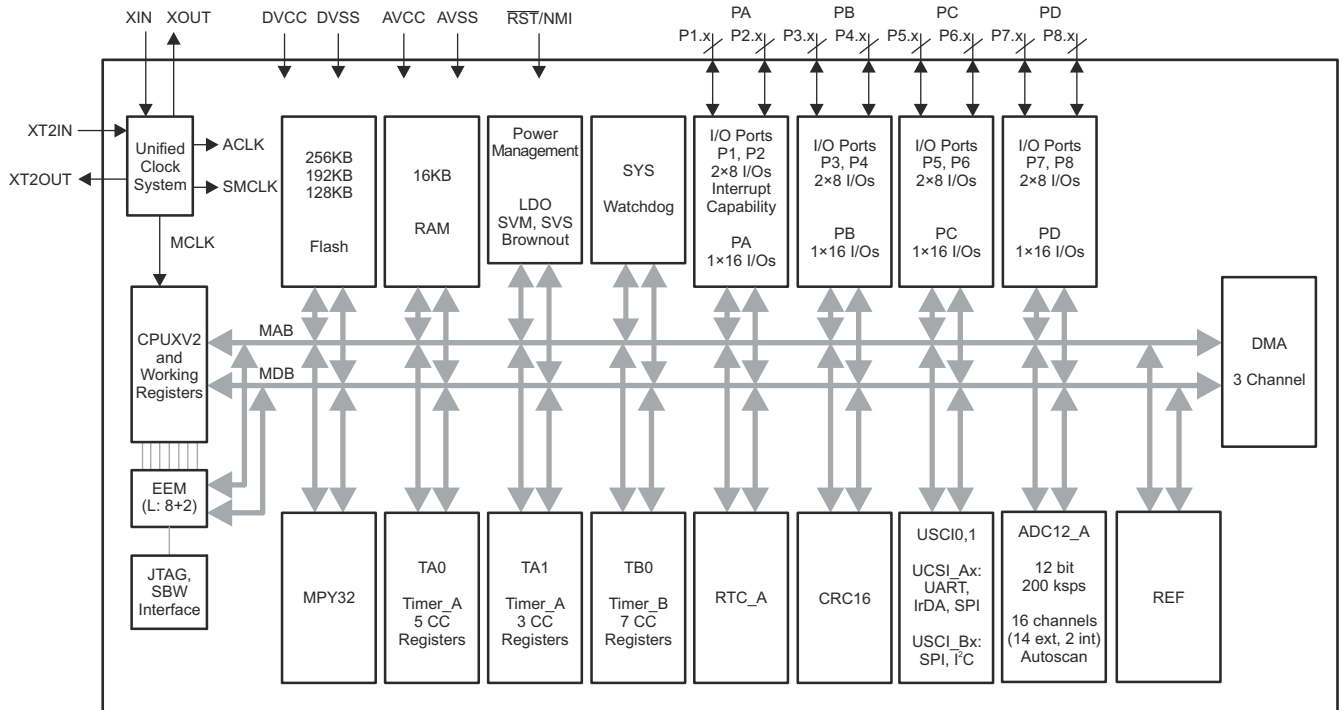 XIN XOUT DVCC DVSS AVCC AVSS RST/NMI PA PB PC PD
P1.x P2.x P3.x P4.x P5.x P6.x P7.x P8.x
XT2IN
XT2OUT
Unified
Clock
System
ACLK
SMCLK
MCLK
256KB
192KB
128KB
Flash
16KB
RAM
Power
Management
LDO
SVM, SVS
Brownout
SYS
Watchdog
I/O Ports
P1, P2
2×8 I/Os
Interrupt
Capability
PA
1×16 I/Os
I/O Ports
P3, P4
2×8 I/Os
PB
1×16 I/Os
I/O Ports
P5, P6
2×8 I/Os
PC
1×16 I/Os
I/O Ports
P7, P8
2×8 I/Os
PD
1×16 I/Os
CPUXV2
and
Working
Registers
MAB
MDB
DMA
3 Channel
EEM
(L: 8+2)
JTAG,
SBW
Interface
MPY32
TA0
Timer_A
5 CC
Registers
TA1
Timer_A
3 CC
Registers
TB0
Timer_B
7 CC
Registers
RTC_A
CRC16
USCI0,1
UCSI_Ax:
UART,
IrDA, SPI
USCI_Bx:
SPI, I²C
ADC12_A
12 bit
200 ksps
16 channels
(14 ext, 2 int)
Autoscan
REF